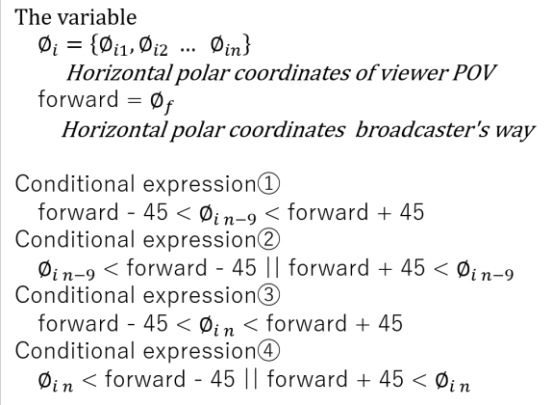 The variable
∅ᵢ = {∅ᵢ₁, ∅ᵢ₂ … ∅ᵢₙ}
Horizontal polar coordinates of viewer POV
forward = ∅_f
Horizontal polar coordinates broadcaster's way
Conditional expression①
forward - 45 < ∅ᵢ ₙ₋₉ < forward + 45
Conditional expression②
∅ᵢ ₙ₋₉ < forward - 45 || forward + 45 < ∅ᵢ ₙ₋₉
Conditional expression③
forward - 45 < ∅ᵢ ₙ < forward + 45
Conditional expression④
∅ᵢ ₙ < forward - 45 || forward + 45 < ∅ᵢ ₙ